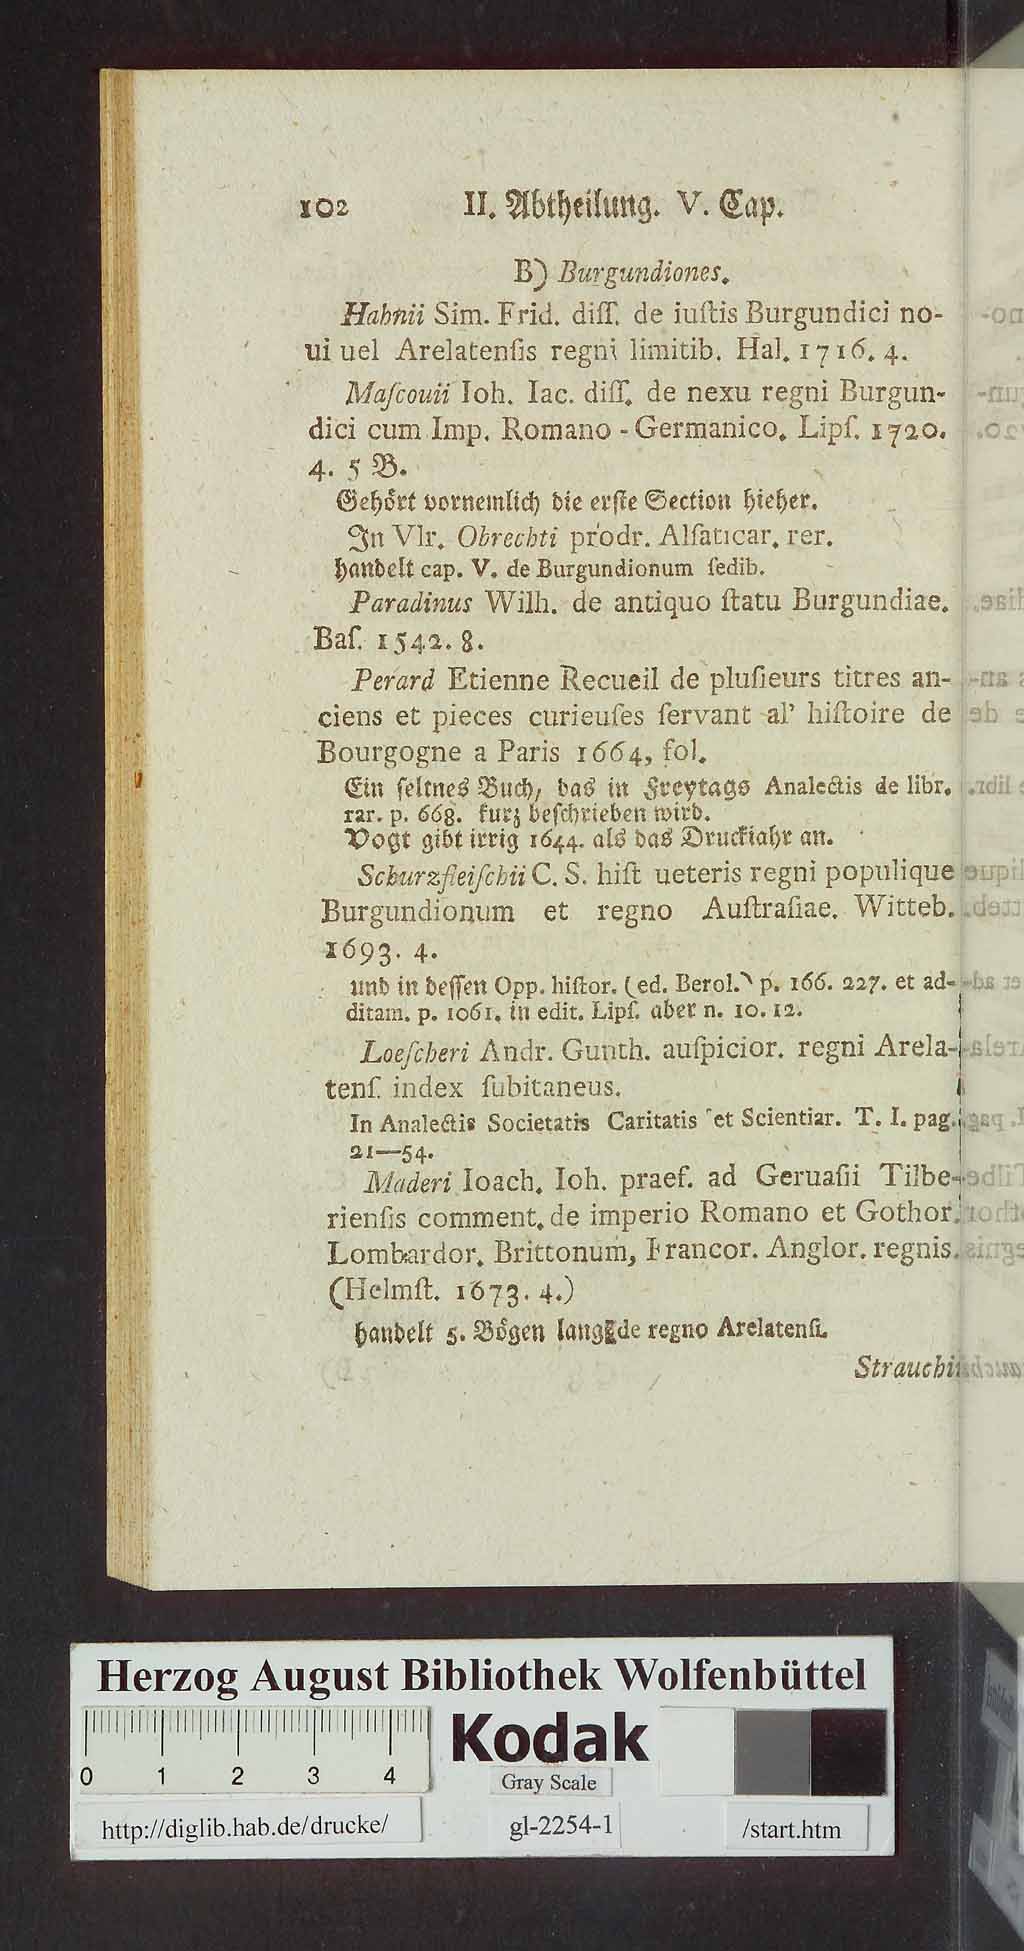 102 II. Abtheilung. V. Cap.
B) Burgundiones.
Hahnii Sim. Frid. diſſ. de iuſtis Burgundici no-
ui uel Arelatenſis regni limitib. Hal. 1716. 4.
Maſcouii Ioh. Iac. diſſ. de nexu regni Burgun-
dici cum Imp. Romano - Germanico. Lipſ. 1720.
4. 5 B.
Gehört vornemlich die erſte Section hieher.
In Vlr. Obrechti prodr. Alſaticar. rer.
handelt cap. V. de Burgundionum ſedib.
Paradinus Wilh. de antiquo ſtatu Burgundiae.
Baſ. 1542. 8.
Perard Etienne Recueil de pluſieurs titres an-
ciens et pieces curieuſes ſervant al' hiſtoire de
Bourgogne a Paris 1664, fol.
Ein ſeltnes Buch, das in Freytags Analectis de libr.
rar. p. 668. kurz beſchrieben wird.
Vogt gibt irrig 1644. als das Druckiahr an.
Schurzfleiſchii C. S. hiſt ueteris regni populique
Burgundionum et regno Auſtraſiae. Witteb.
1693. 4.
und in deſſen Opp. hiſtor. (ed. Berol.) p. 166. 227. et ad-
ditam. p. 1061. in edit. Lipſ. aber n. 10. 12.
Loeſcheri Andr. Gunth. auſpicior. regni Arela-
tenſ. index ſubitaneus.
In Analectis Societatis Caritatis et Scientiar. T. I. pag.
21—54.
Maderi Ioach. Ioh. praef. ad Geruaſii Tilbe-
rienſis comment. de imperio Romano et Gothor.
Lombardor. Brittonum, Francor. Anglor. regnis.
(Helmſt. 1673. 4.)
handelt 5. Bögen lang de regno Arelatenſi.
Strauchii
Herzog August Bibliothek Wolfenbüttel
0 1 2 3 4
Kodak
Gray Scale
http://diglib.hab.de/drucke/ gl-2254-1 /start.htm